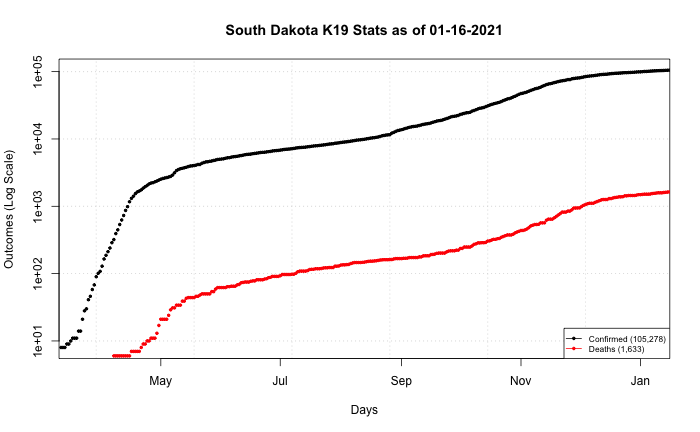 South Dakota K19 Stats as of 01-16-2021
Outcomes (Log Scale)
1e+05
1e+04
1e+03
1e+02
1e+01
Confirmed (105,278)
Deaths (1,633)
May Jul Sep Nov Jan
Days